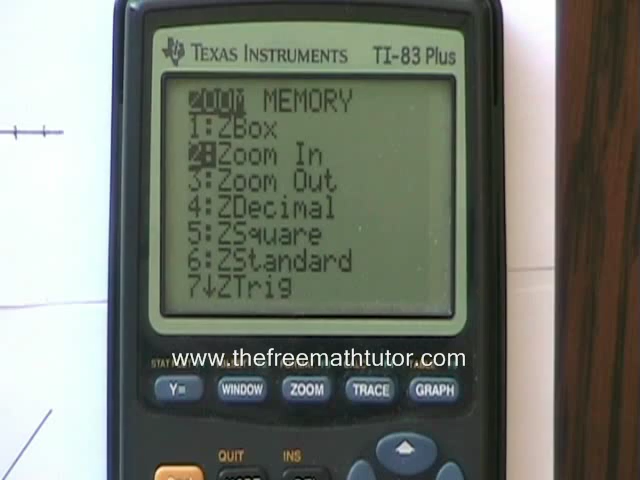 TEXAS INSTRUMENTS TI-83 Plus
ZOOM MEMORY
1:ZBox
2:Zoom In
3:Zoom Out
4:ZDecimal
5:ZSquare
6:ZStandard
7↓ZTrig
www.thefreemathtutor.com
Y= WINDOW ZOOM TRACE GRAPH
QUIT INS